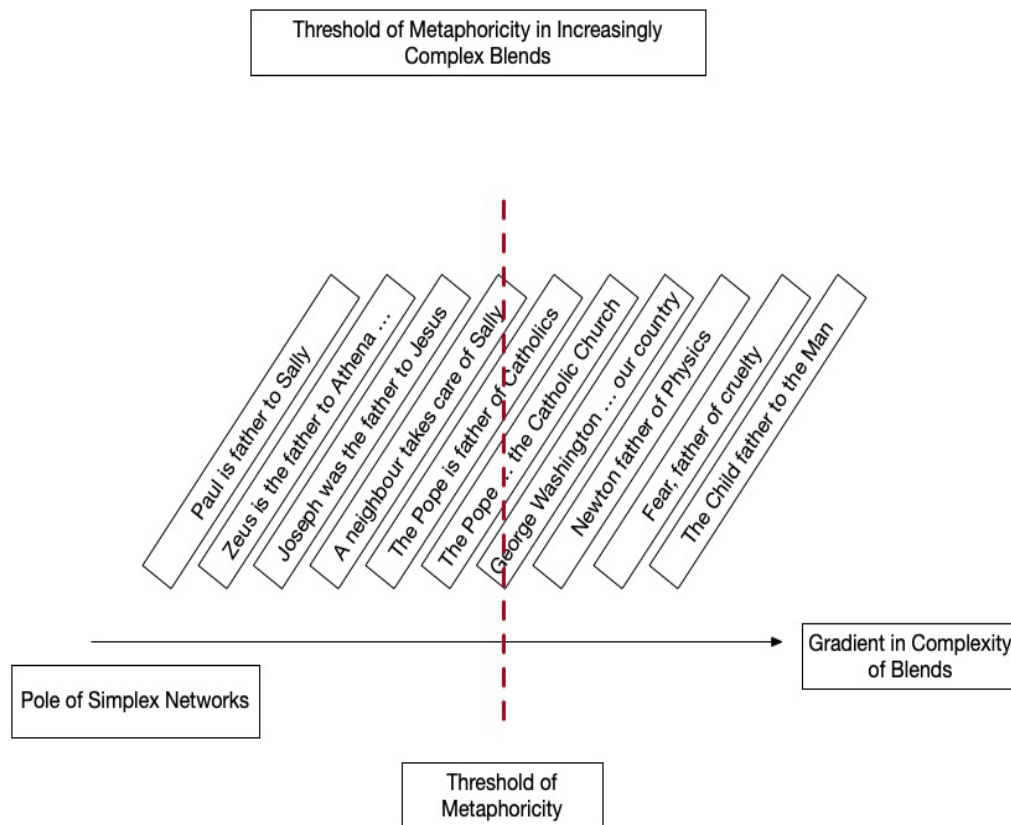 Threshold of Metaphoricity in Increasingly
Complex Blends
Paul is father to Sally
Zeus is the father to Athena ...
Joseph was the father to Jesus
A neighbour takes care of Sally
The Pope is father of Catholics
The Pope ... the Catholic Church
George Washington ... our country
Newton father of Physics
Fear, father of cruelty
The Child father to the Man
Gradient in Complexity
of Blends
Pole of Simplex Networks
Threshold of
Metaphoricity